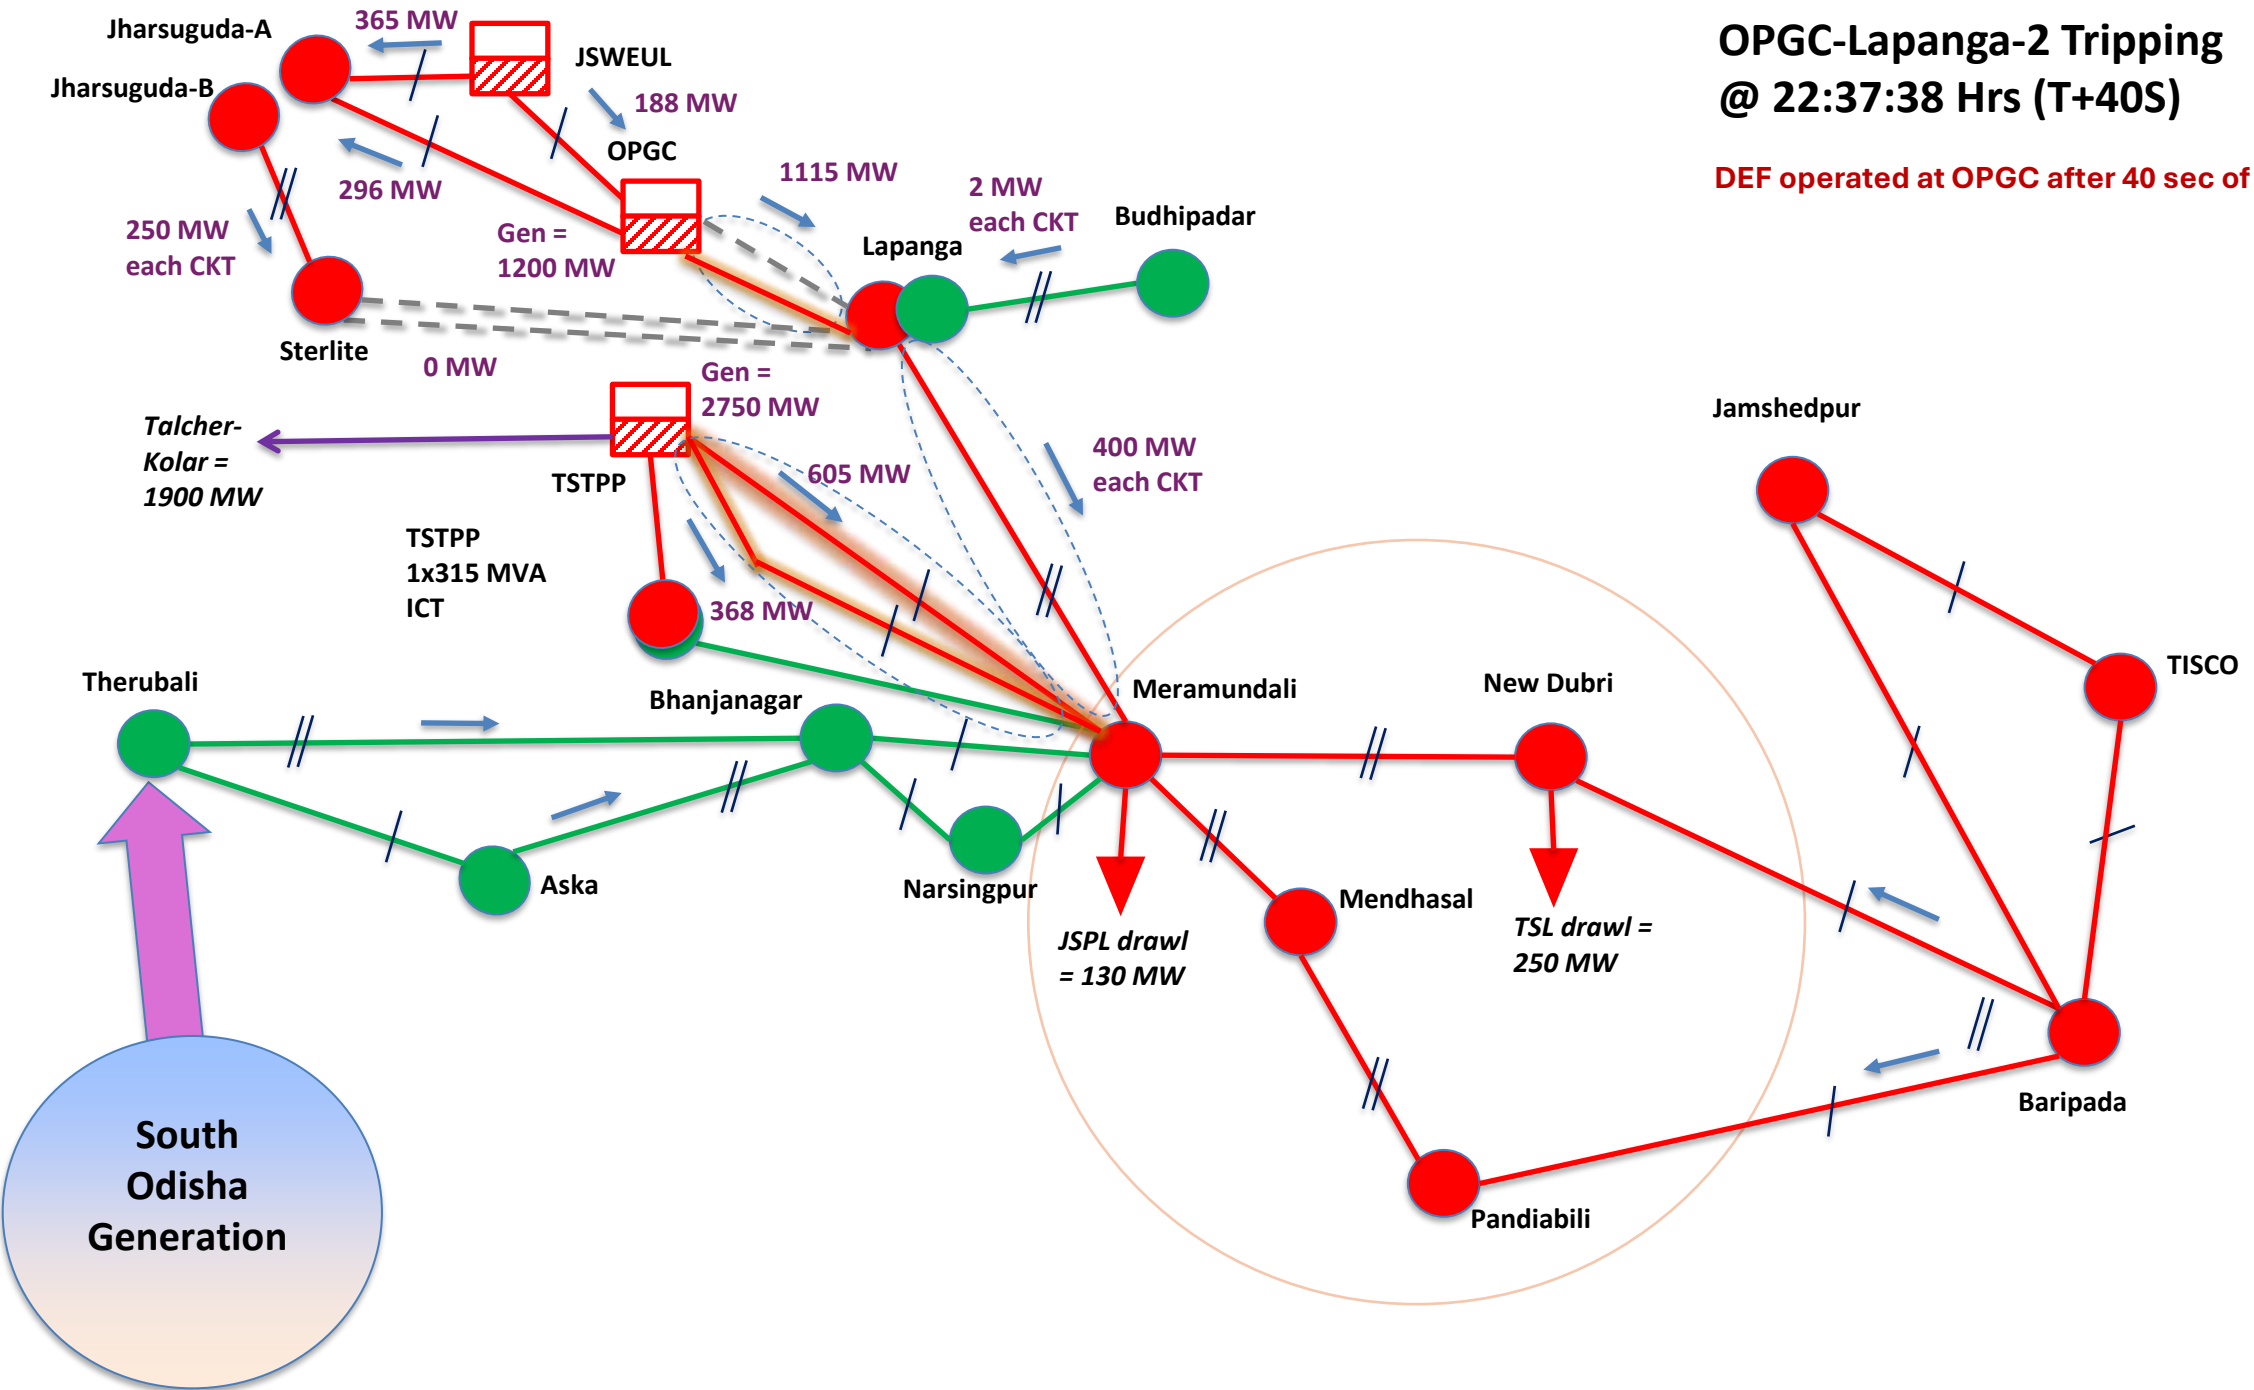 OPGC-Lapanga-2 Tripping
@ 22:37:38 Hrs (T+40S)
DEF operated at OPGC after 40 sec of
365 MW
Jharsuguda-A
JSWEUL
Jharsuguda-B
188 MW
OPGC
296 MW
1115 MW
2 MW
each CKT
Budhipadar
250 MW
each CKT
Gen =
1200 MW
Lapanga
Sterlite
0 MW
Gen =
2750 MW
Talcher-
Kolar =
1900 MW
TSTPP
605 MW
400 MW
each CKT
Jamshedpur
TSTPP
1x315 MVA
ICT
368 MW
Therubali
Bhanjanagar
Meramundali
New Dubri
TISCO
Aska
Narsingpur
Mendhasal
JSPL drawl
= 130 MW
TSL drawl =
250 MW
Baripada
Pandiabili
South
Odisha
Generation